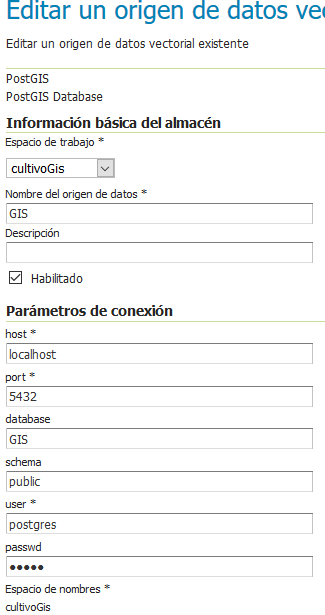 Editar un origen de datos vec
Editar un origen de datos vectorial existente
PostGIS
PostGIS Database
Información básica del almacén
Espacio de trabajo *
cultivoGis
Nombre del origen de datos *
GIS
Descripción
Habilitado
Parámetros de conexión
host *
localhost
port *
5432
database
GIS
schema
public
user *
postgres
passwd
●●●●●
Espacio de nombres *
cultivoGis